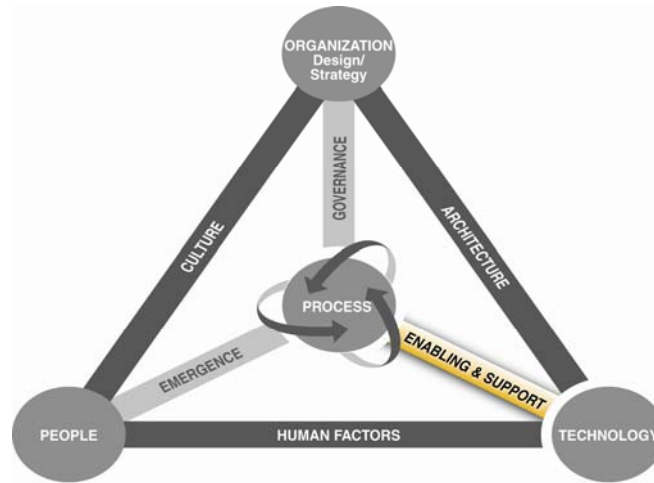 ORGANIZATION
Design/
Strategy
GOVERNANCE
CULTURE
ARCHITECTURE
PROCESS
EMERGENCE
ENABLING & SUPPORT
PEOPLE
HUMAN FACTORS
TECHNOLOGY